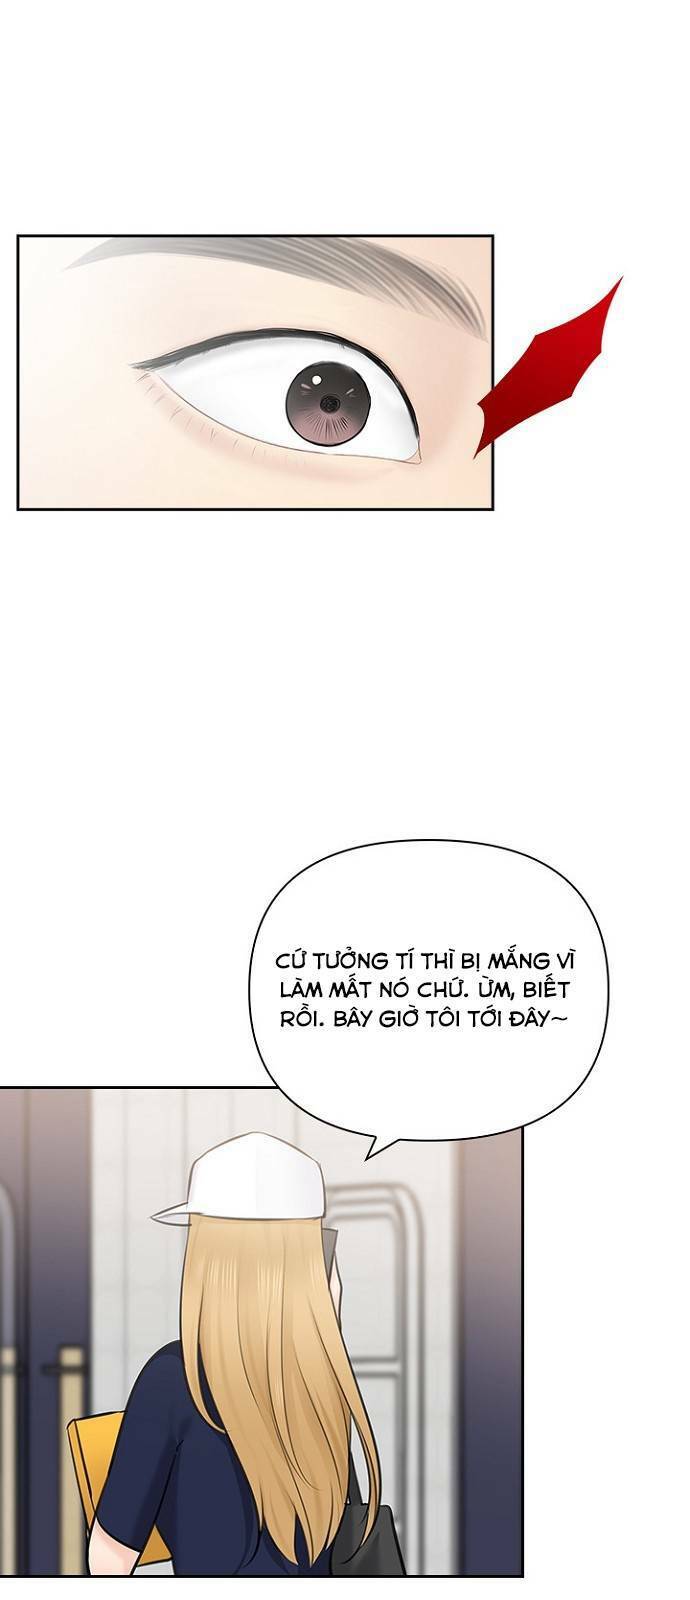 CỨ TƯỞNG TÍ THÌ BỊ MẮNG VÌ
LÀM MẤT NÓ CHỨ. ỪM, BIẾT
RỒI. BÂY GIỜ TÔI TỚI ĐÂY~